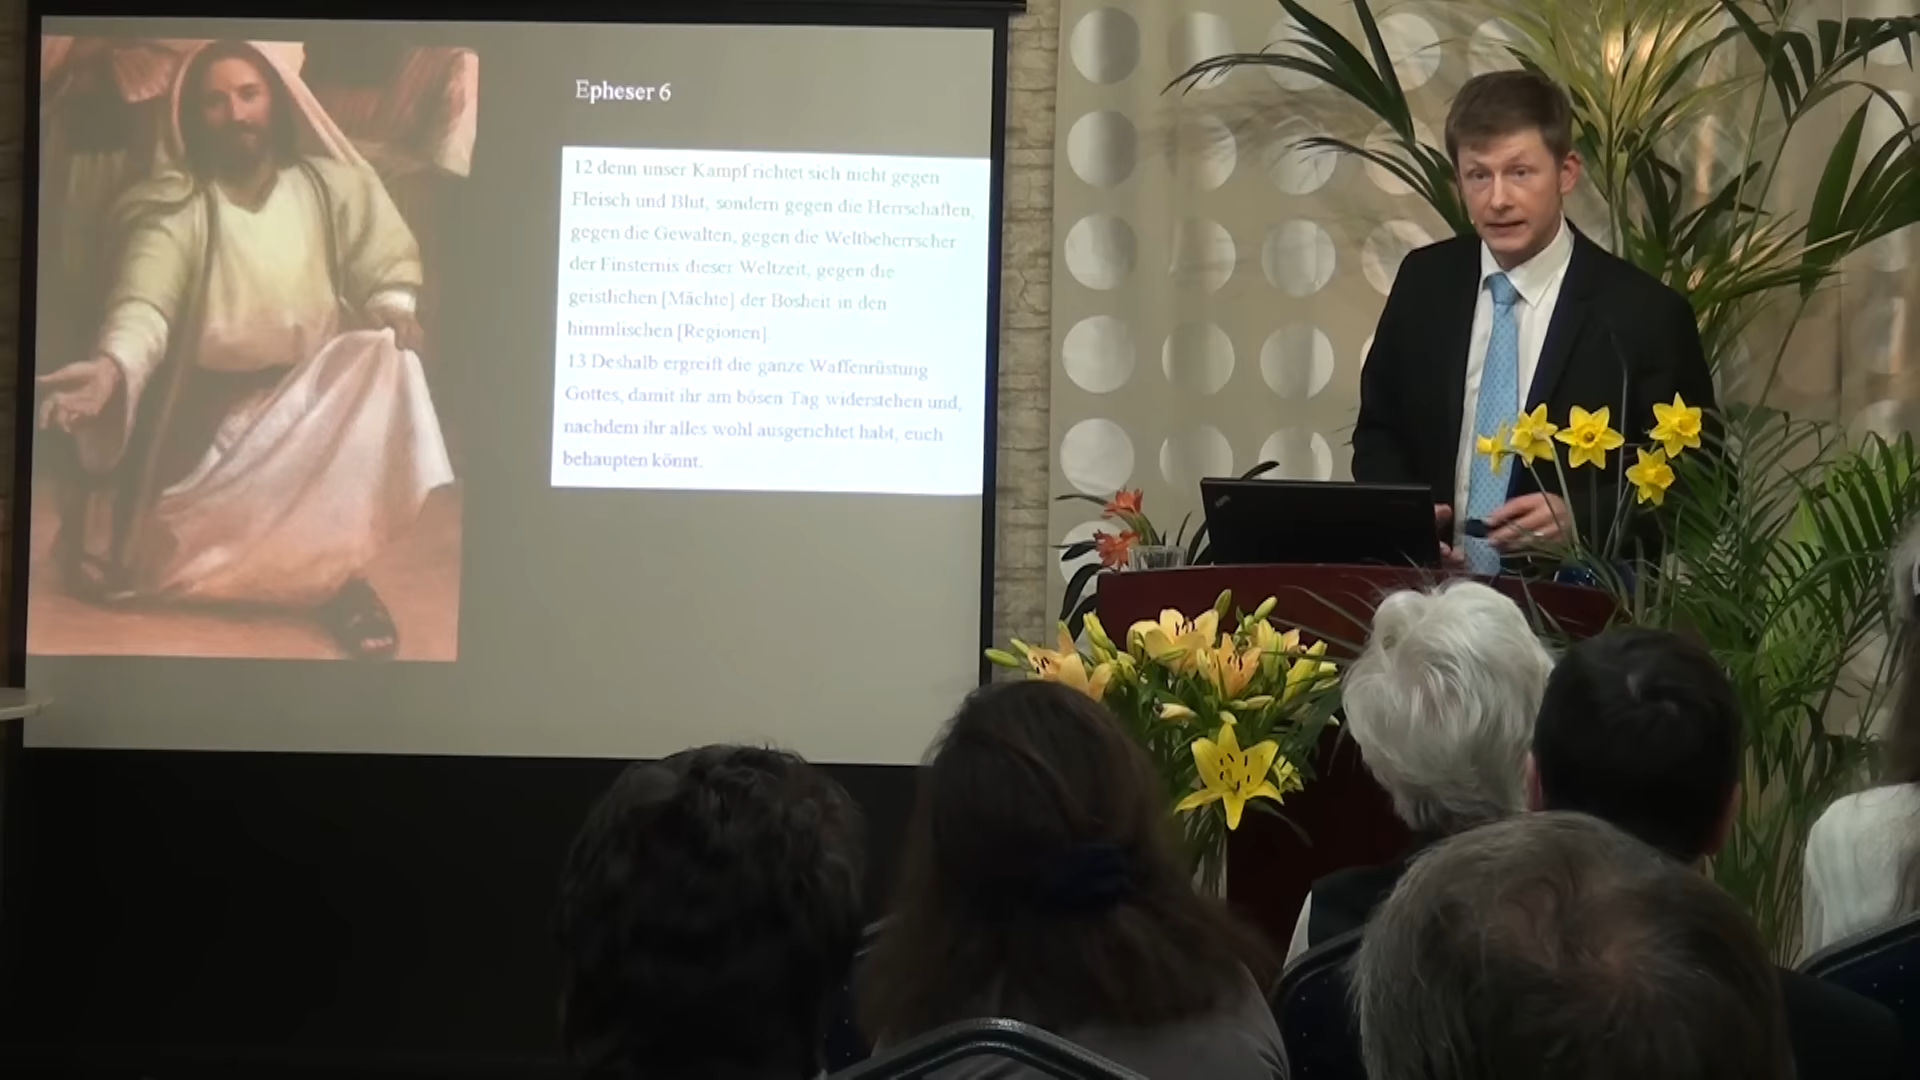 Epheser 6
12 denn unser Kampf richtet sich nicht gegen
Fleisch und Blut, sondern gegen die Herrschaften,
gegen die Gewalten, gegen die Weltbeherrscher
der Finsternis dieser Weltzeit, gegen die
geistlichen [Mächte] der Bosheit in den
himmlischen [Regionen].
13 Deshalb ergreift die ganze Waffenrüstung
Gottes, damit ihr am bösen Tag widerstehen und,
nachdem ihr alles wohl ausgerichtet habt, euch
behaupten könnt.